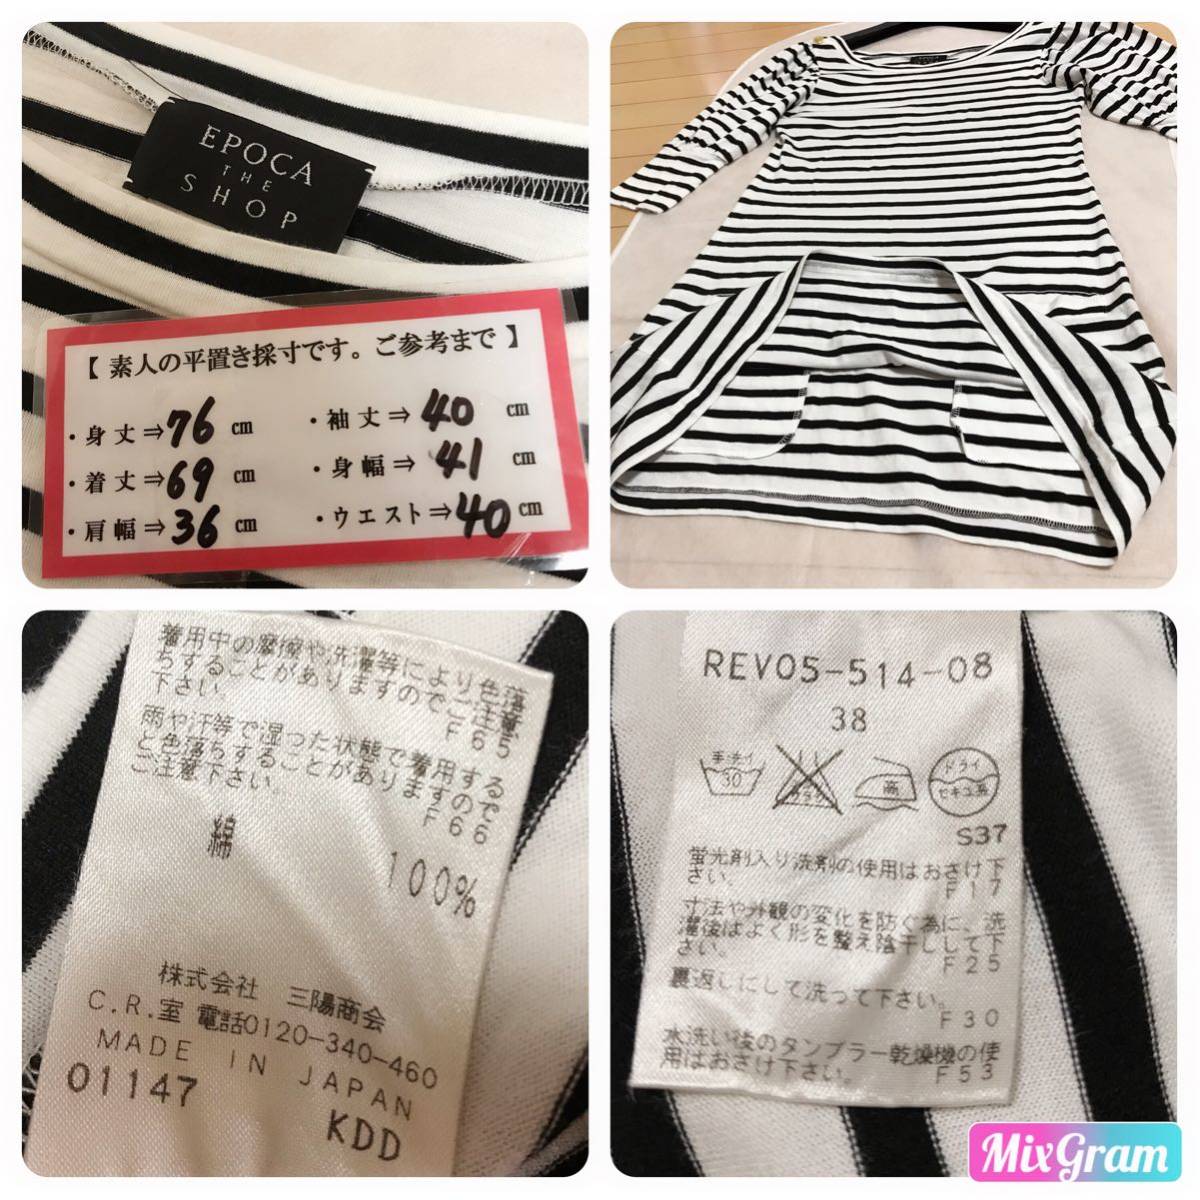 EPOCA
THE
SHOP
【 素人の平置き採寸です。ご参考まで 】
・身丈⇒76 ㎝
・袖丈⇒40 ㎝
・着丈⇒69 ㎝
・身幅⇒ 41 ㎝
・肩幅⇒36 ㎝
・ウエスト⇒40 ㎝
EPOCA
着用中の摩擦や洗濯等により色落
ちすることがありますのでご注意
下さい。 F65
雨や汗等で湿った状態で着用する
と色落ちすることがありますので
ご注意下さい。 F66
綿 100%
株式会社 三陽商会
C.R.室 電話0120-340-460
MADE IN JAPAN
01147 KDD
REV05-514-08
38
手洗イ
30
エンソ
サラシ
高
ドライ
セキユ系
S37
蛍光剤入り洗剤の使用はおさけ下
さい。 F17
寸法や外観の変化を防ぐ為に、洗
濯後はよく形を整え陰干しして下
さい。 F25
裏返しにして洗って下さい。
F30
水洗い後のタンブラー乾燥機の使
用はおさけ下さい。 F53
MixGram